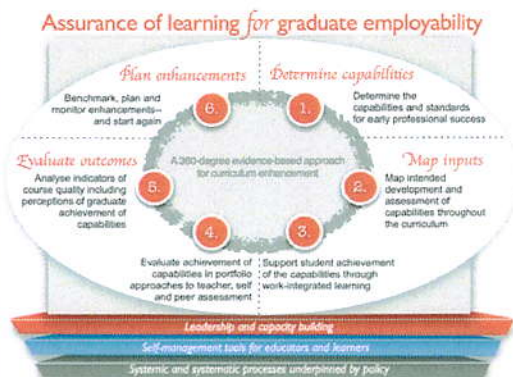 Assurance of learning for graduate employability
Plan enhancements
Benchmark, plan and
monitor enhancements–
and start again
6.
1.
Determine capabilities
Determine the
capabilities and standards
for early professional success
Evaluate outcomes
Analyse indicators of
course quality including
perceptions of graduate
achievement of
capabilities
5.
A 360-degree evidence-based approach
for curriculum enhancement
2.
Map inputs
Map intended
development and
assessment of
capabilities throughout
the curriculum
4.
Evaluate achievement of
capabilities in portfolio
approaches to teacher, self
and peer assessment
3.
Support student achievement
of the capabilities through
work-integrated learning
Leadership and capacity building
Self-management tools for educators and learners
Systemic and systematic processes underpinned by policy